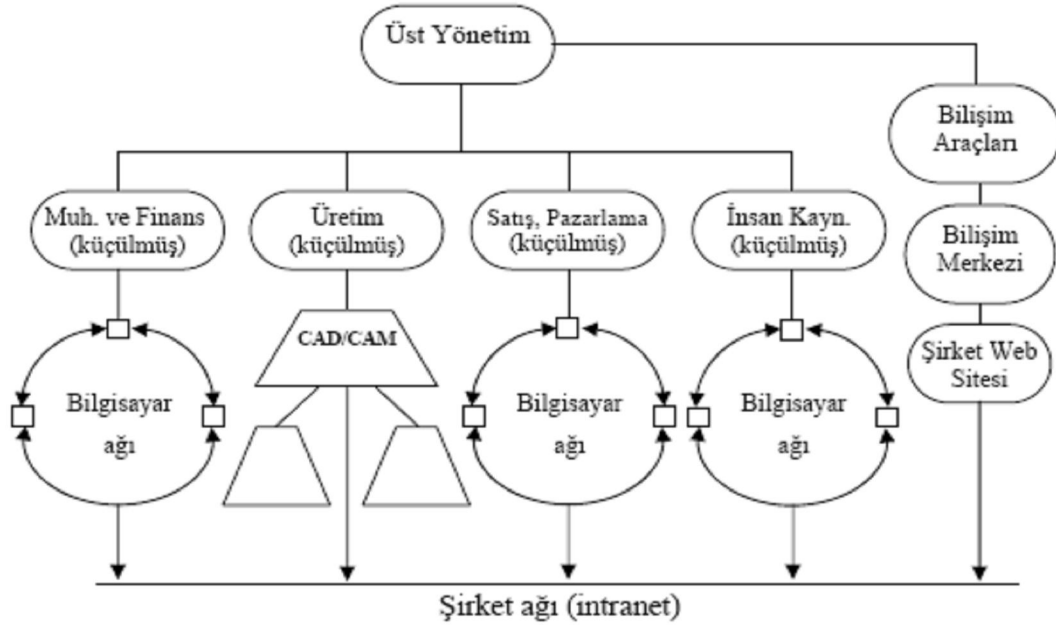 Üst Yönetim
Bilişim
Araçları
Muh. ve Finans
(küçülmüş)
Üretim
(küçülmüş)
Satış, Pazarlama
(küçülmüş)
İnsan Kayn.
(küçülmüş)
Bilişim
Merkezi
CAD/CAM
Şirket Web
Sitesi
Bilgisayar
ağı
Bilgisayar
ağı
Bilgisayar
ağı
Şirket ağı (intranet)